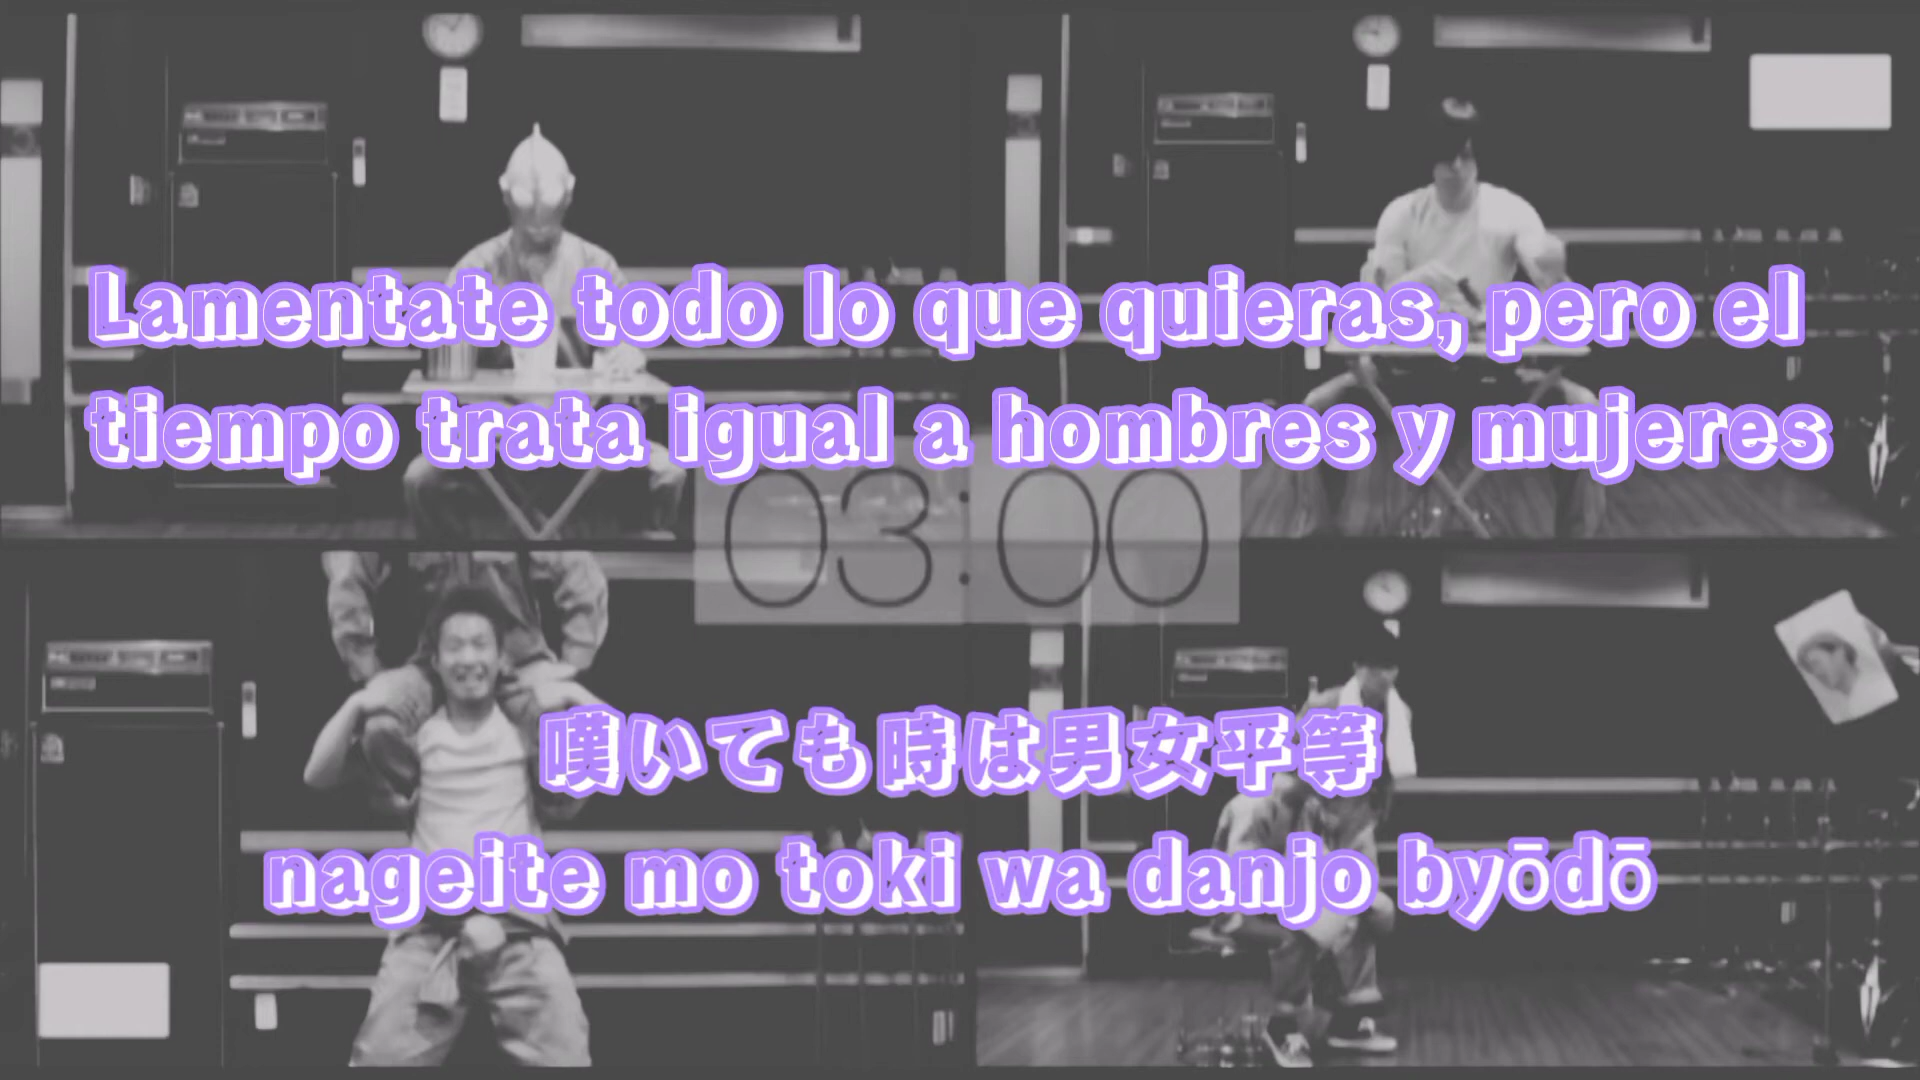 Lamentate todo lo que quieras, pero el
tiempo trata igual a hombres y mujeres
03:00
嘆いても時は男女平等
nageite mo toki wa danjo byōdō